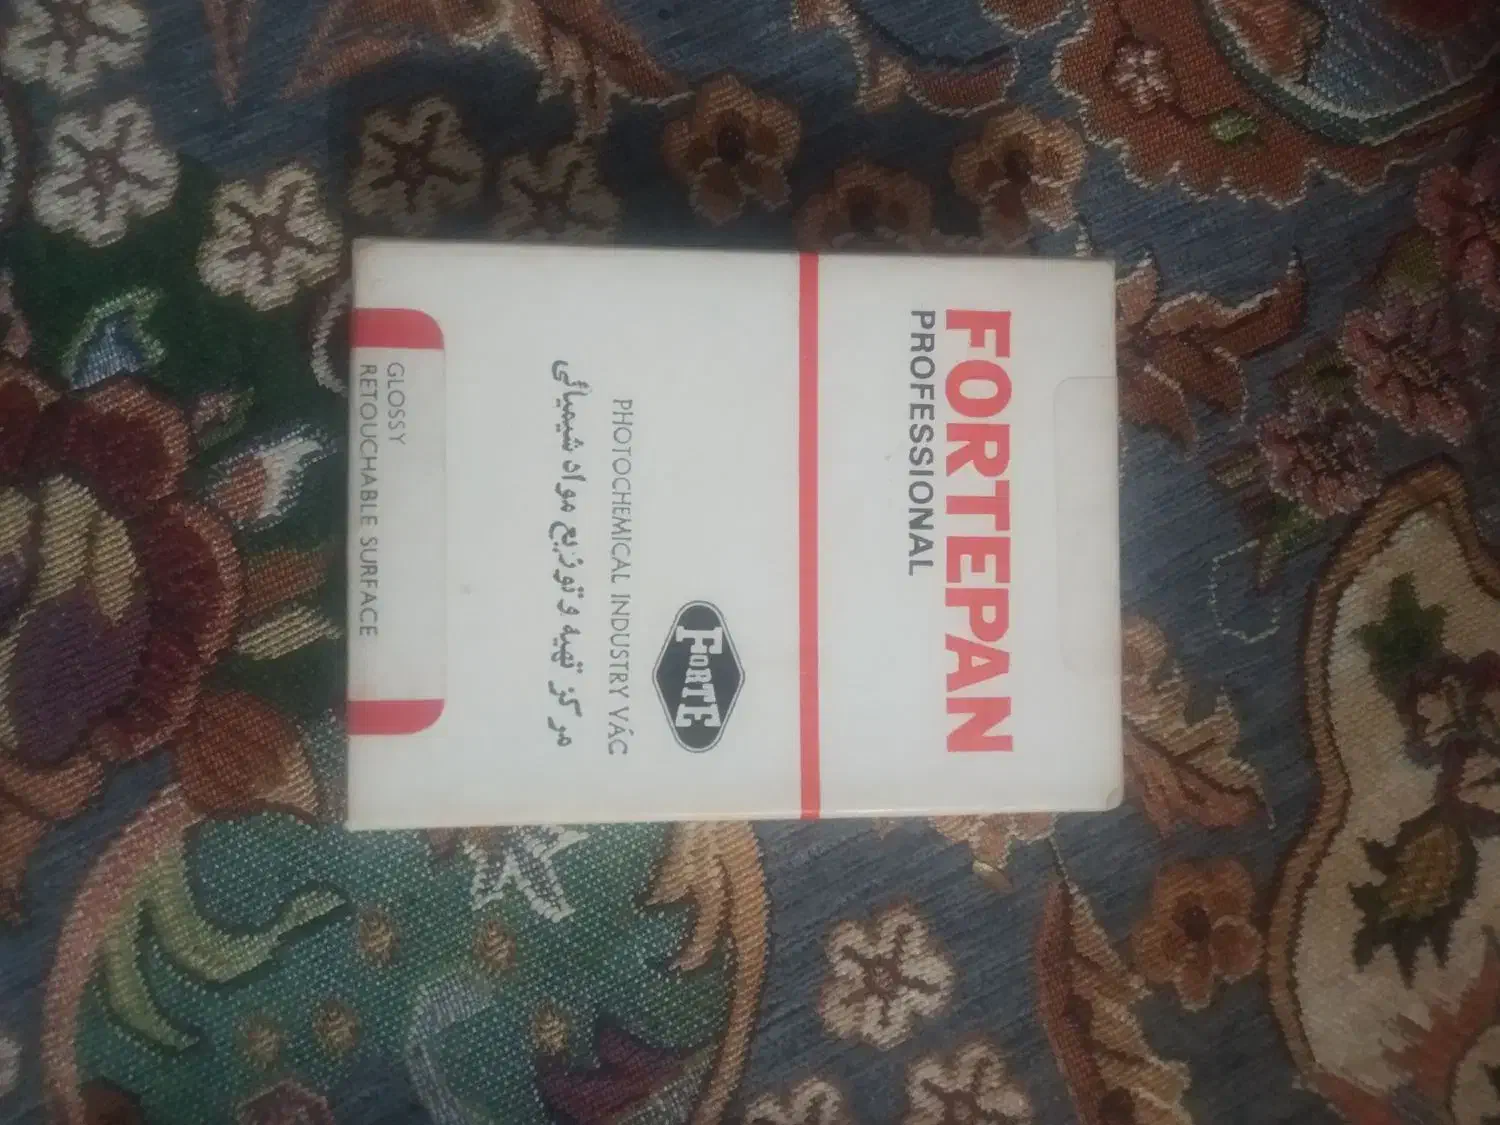 FORTEPAN
PROFESSIONAL
FORTE
PHOTOCHEMICAL INDUSTRY VÁC
مرکز تهیه و توزیع مواد شیمیائی
GLOSSY
RETOUCHABLE SURFACE